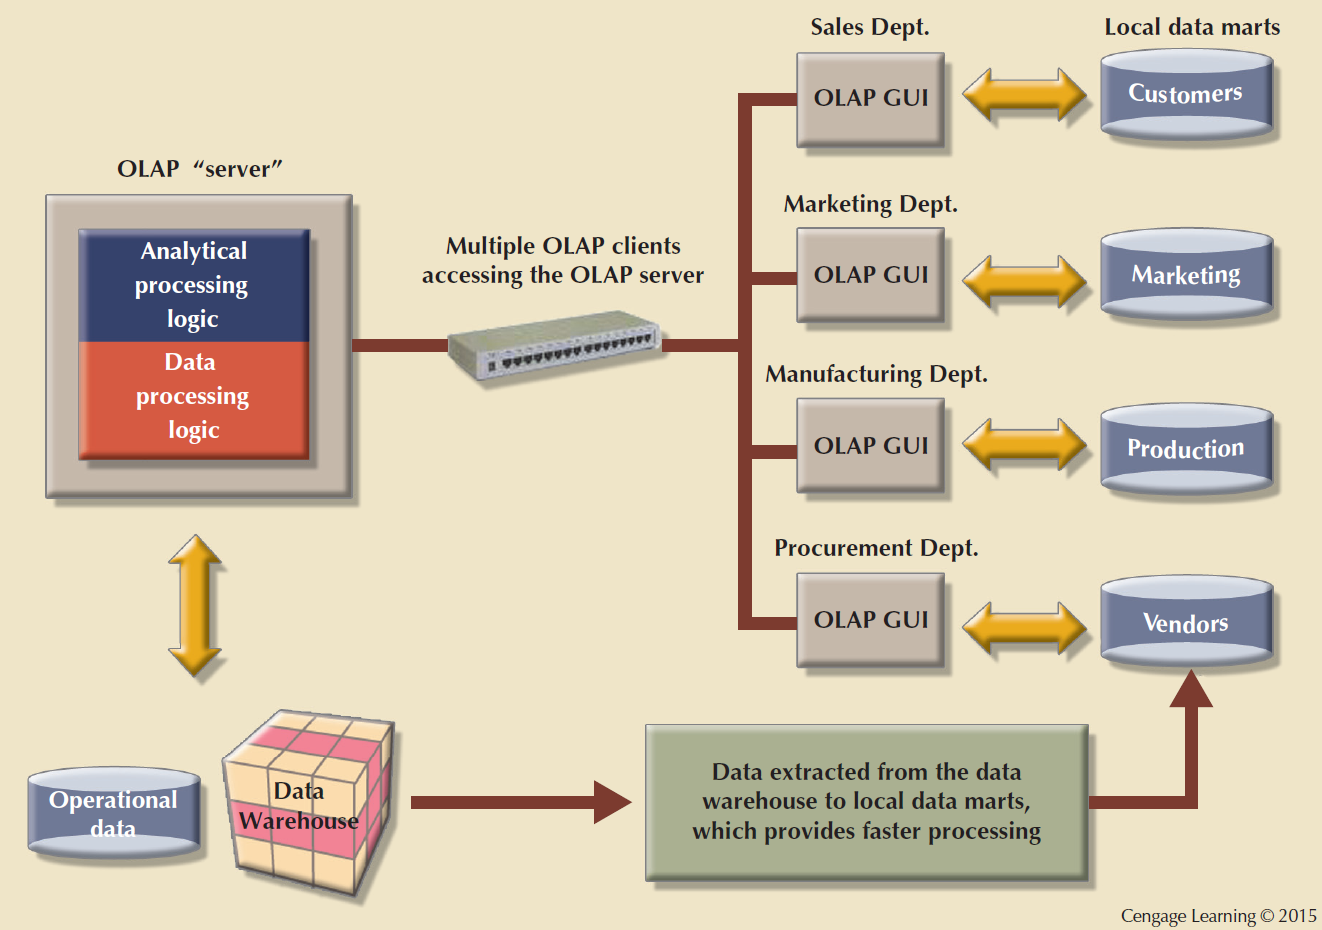 Sales Dept.
Local data marts
OLAP GUI
Customers
OLAP “server”
Analytical
processing
logic
Data
processing
logic
Multiple OLAP clients
accessing the OLAP server
Marketing Dept.
OLAP GUI
Marketing
Manufacturing Dept.
OLAP GUI
Production
Procurement Dept.
OLAP GUI
Vendors
Operational
data
Data
Warehouse
Data extracted from the data
warehouse to local data marts,
which provides faster processing
Cengage Learning © 2015